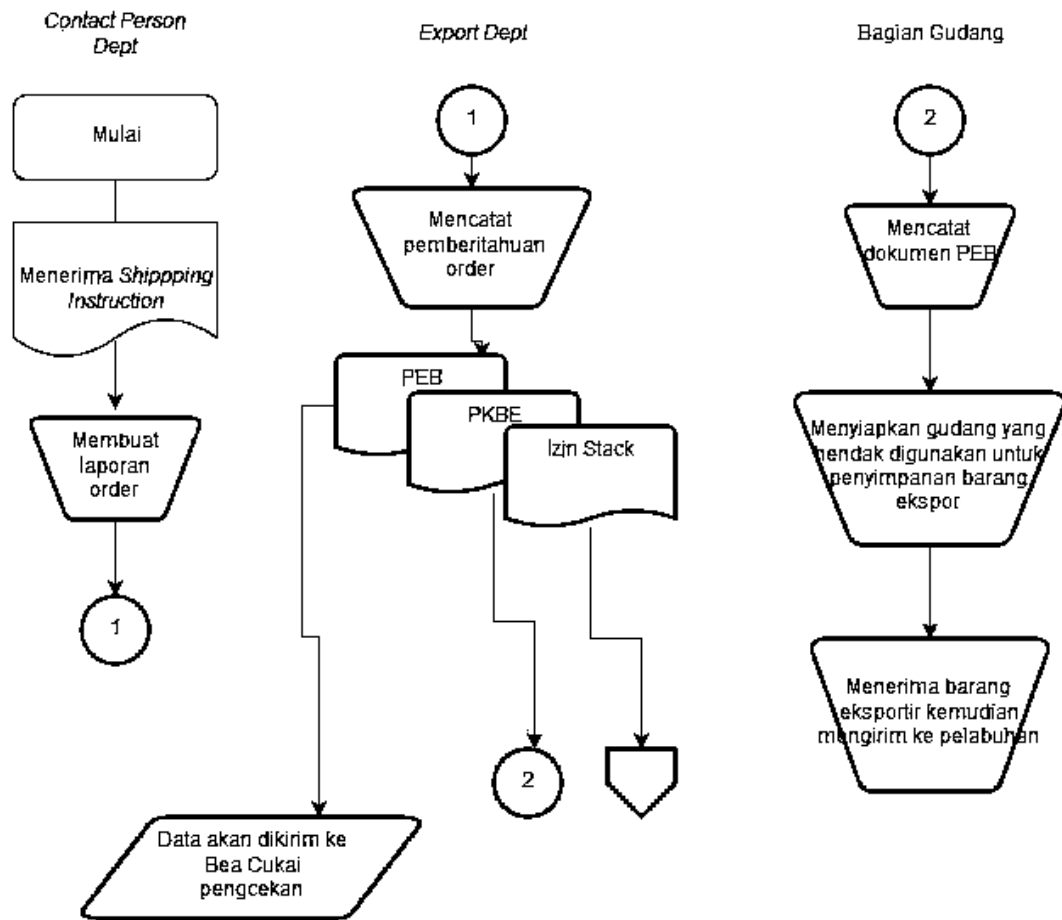 Contact Person
Dept
Mulai
Menerima Shippping
Instruction
Membuat
laporan
order
1
Export Dept
1
Mencatat
pemberitahuan
order
PEB
PKBE
Izin Stack
2
Data akan dikirim ke
Bea Cukai
pengcekan
Bagian Gudang
2
Mencatat
dokumen PEB
Menyiapkan gudang yang
hendak digunakan untuk
penyimpanan barang
ekspor
Menerima barang
eksportir kemudian
mengirim ke pelabuhan